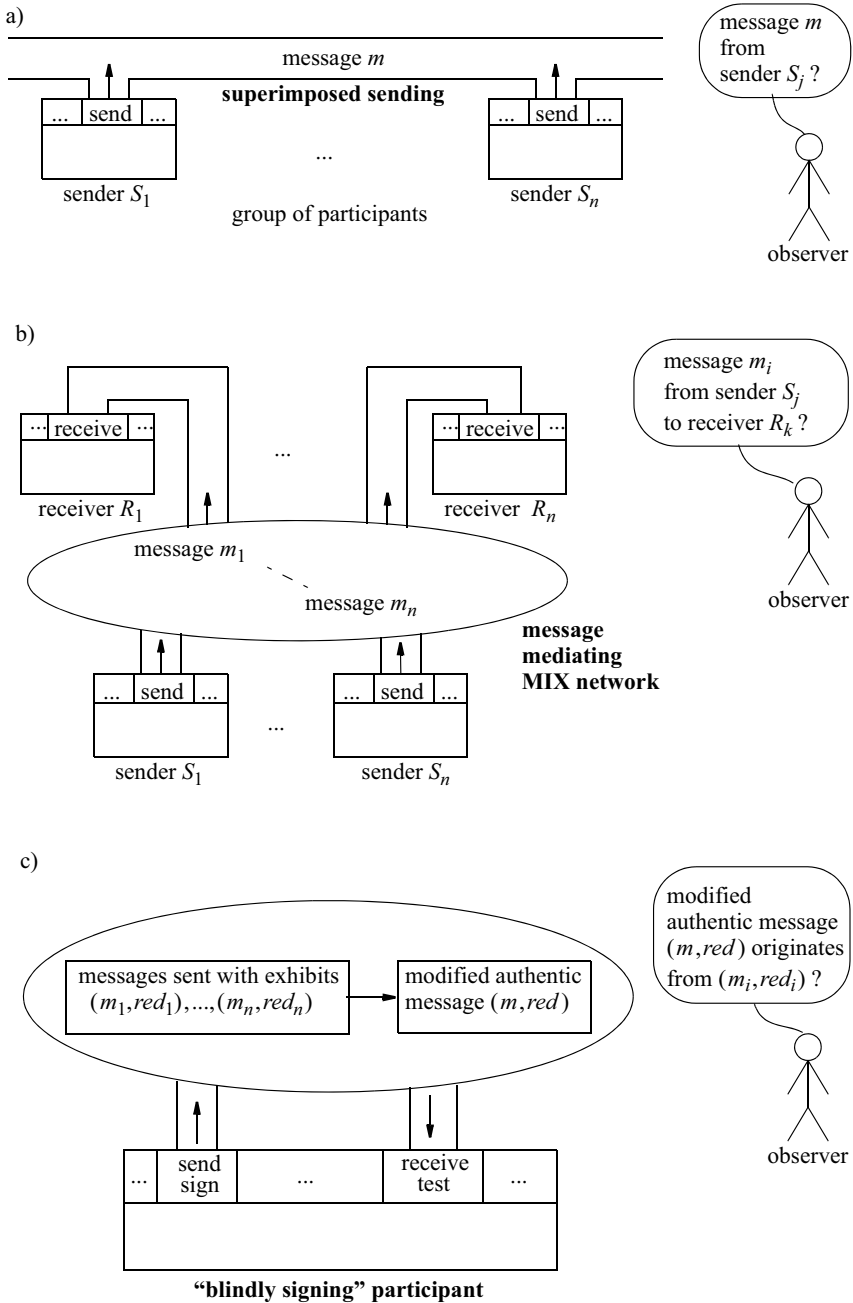 a)
message m
superimposed sending
... send ...
... send ...
...
sender S1
sender Sn
group of participants
message m
from
sender Sj ?
observer
b)
... receive ...
... receive ...
...
receiver R1
receiver Rn
message m1
message mn
message
mediating
MIX network
... send ...
... send ...
...
sender S1
sender Sn
message mi
from sender Sj
to receiver Rk ?
observer
c)
messages sent with exhibits
(m1,red1),...,(mn,redn)
modified authentic
message (m,red)
... send
sign
...
receive
test
...
“blindly signing” participant
modified
authentic message
(m,red) originates
from (mi,redi) ?
observer